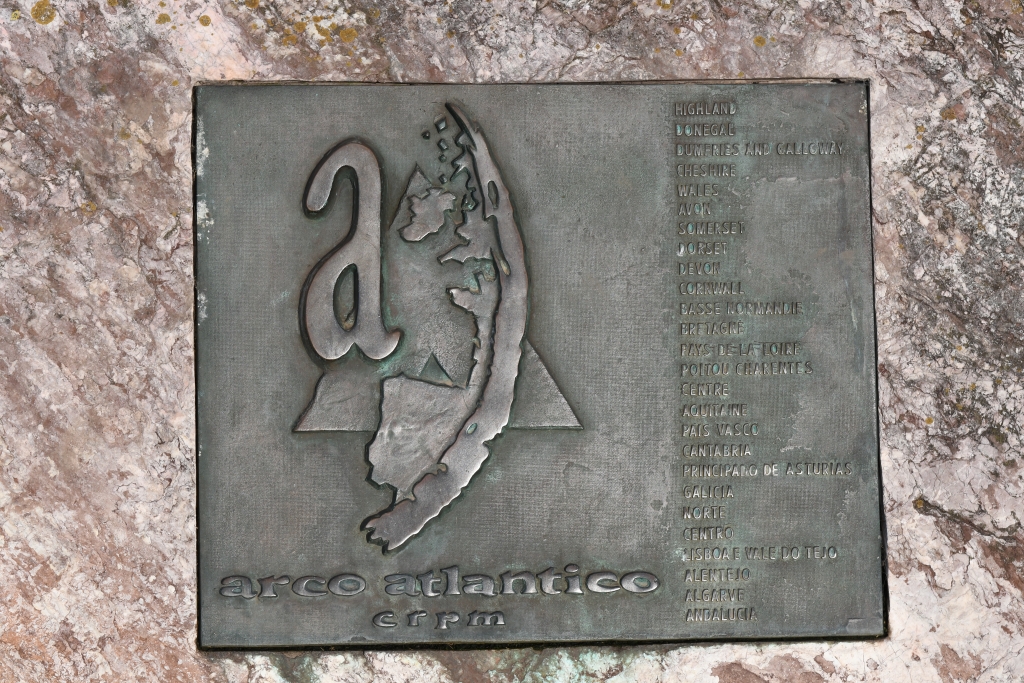 a
arco atlantico
crpm
HIGHLAND
DONEGAL
DUMFRIES AND GALLOWAY
CHESHIRE
WALES
AVON
SOMERSET
DORSET
DEVON
CORNWALL
BASSE NORMANDIE
BRETAGNE
PAYS-DE-LA-LOIRE
POITOU CHARENTES
CENTRE
AQUITAINE
PAIS VASCO
CANTABRIA
PRINCIPADO DE ASTURIAS
GALICIA
NORTE
CENTRO
LISBOA E VALE DO TEJO
ALENTEJO
ALGARVE
ANDALUCIA